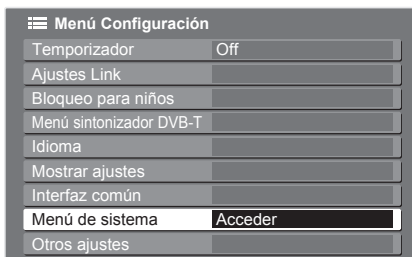 Menú Configuración
Temporizador Off
Ajustes Link
Bloqueo para niños
Menú sintonizador DVB-T
Idioma
Mostrar ajustes
Interfaz común
Menú de sistema Acceder
Otros ajustes